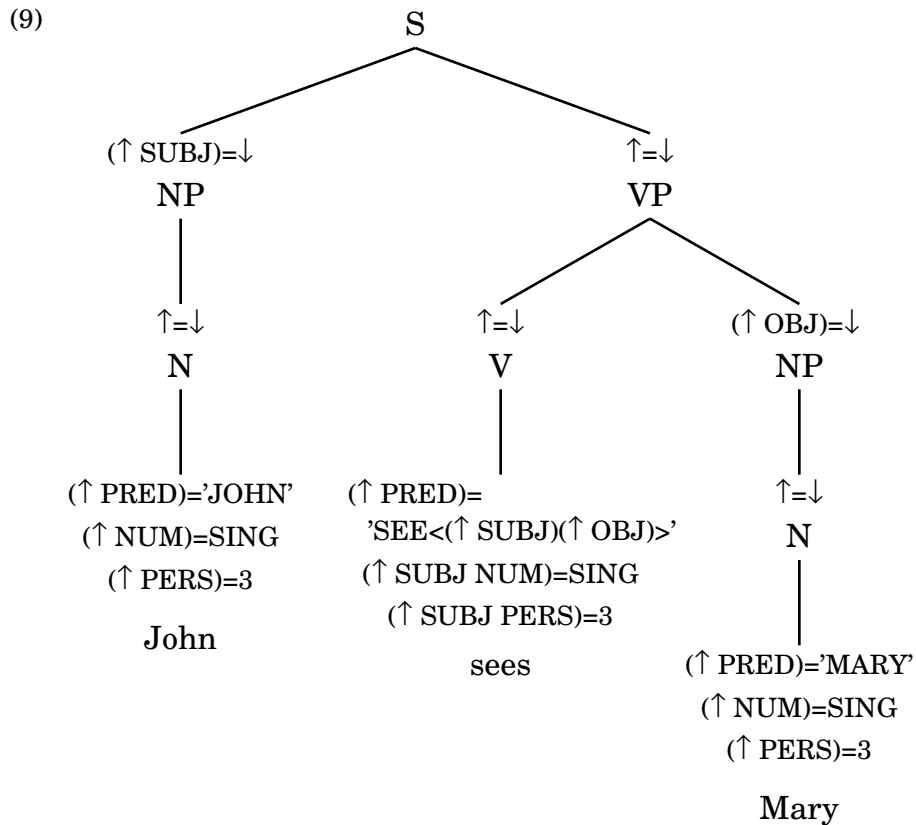 (9)
S
(↑ SUBJ)=↓ ↑=↓
NP VP
↑=↓ ↑=↓ (↑ OBJ)=↓
N V NP
(↑ PRED)='JOHN' (↑ PRED)= ↑=↓
(↑ NUM)=SING 'SEE<(↑ SUBJ)(↑ OBJ)>' N
(↑ PERS)=3 (↑ SUBJ NUM)=SING
John (↑ SUBJ PERS)=3
sees (↑ PRED)='MARY'
(↑ NUM)=SING
(↑ PERS)=3
Mary